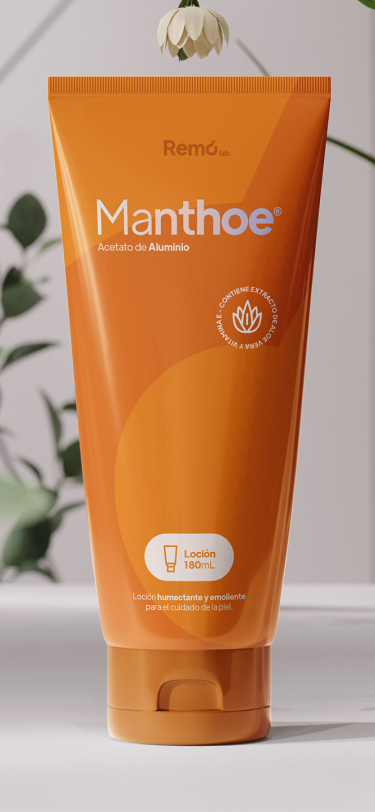 Remó lab.
Manthoe®
Acetato de Aluminio
CONTIENE EXTRACTO DE ALOE VERA Y VITAMINA E -
Loción
180mL
Loción humectante y emoliente
para el cuidado de la piel.